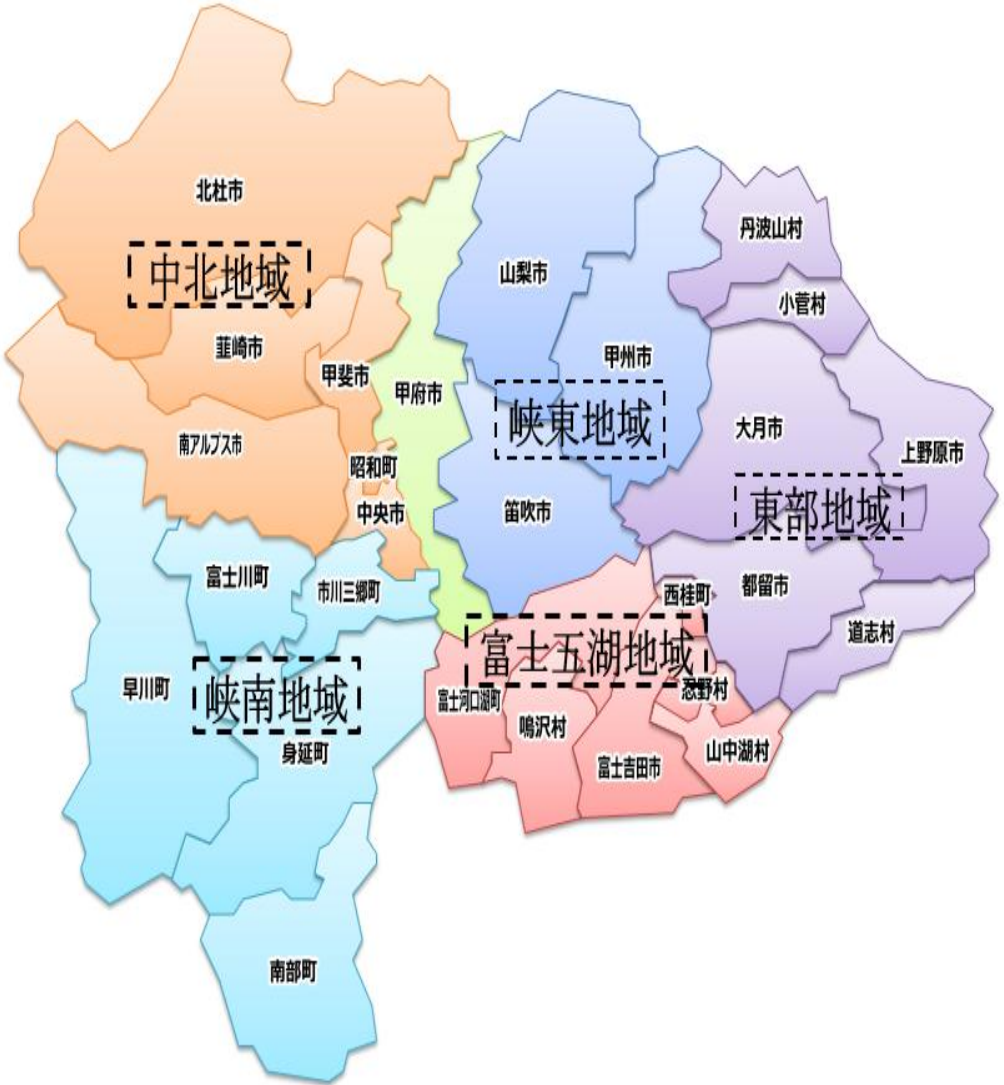 北杜市
丹波山村
中北地域
山梨市
小菅村
韮崎市
甲州市
甲斐市
甲府市
峡東地域
大月市
南アルプス市
上野原市
昭和町
中央市
笛吹市
東部地域
富士川町
市川三郷町
西桂町
都留市
道志村
富士五湖地域
早川町
峡南地域
忍野村
富士河口湖町
鳴沢村
身延町
富士吉田市
山中湖村
南部町